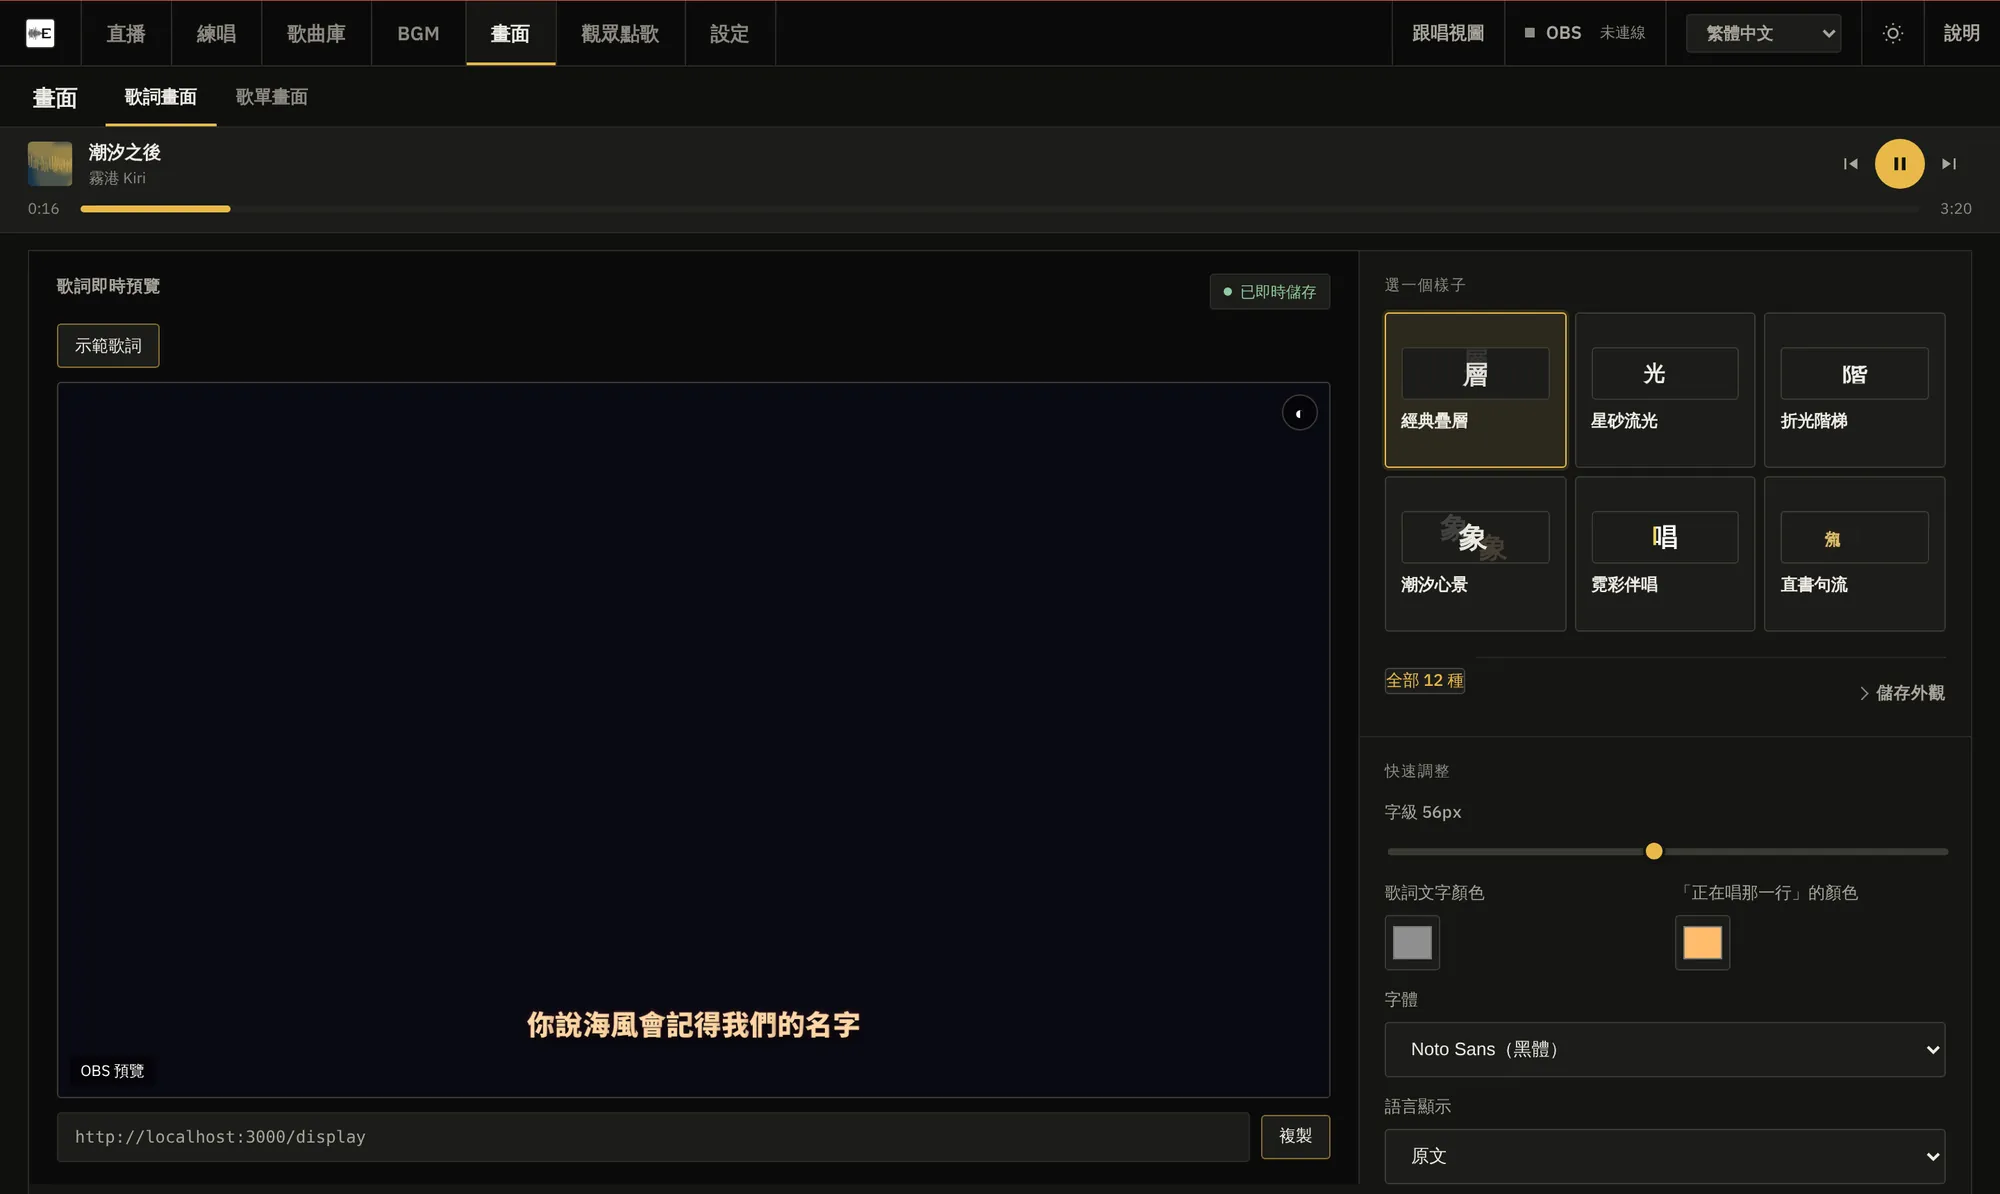 E
直播
練唱
歌曲庫
BGM
畫面
觀眾點歌
設定
跟唱視圖
OBS 未連線
繁體中文
說明
畫面
歌詞畫面
歌單畫面
潮汐之後
霧港 Kiri
0:16
3:20
歌詞即時預覽
已即時儲存
示範歌詞
你說海風會記得我們的名字
OBS 預覽
http://localhost:3000/display
複製
選一個樣子
層
經典疊層
光
星砂流光
階
折光階梯
象
象
象
潮汐心景
唱
霓彩伴唱
直書句流
全部 12 種
儲存外觀
快速調整
字級 56px
歌詞文字顏色
「正在唱那一行」的顏色
字體
Noto Sans（黑體）
語言顯示
原文